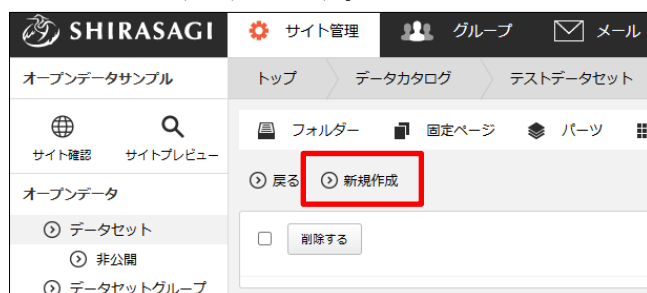 SHIRASAGI サイト管理 グループ メール
オープンデータサンプル トップ データカタログ テストデータセット
フォルダー 固定ページ パーツ
サイト確認 サイトプレビュー
戻る 新規作成
オープンデータ
データセット
削除する
非公開
データセットグループ